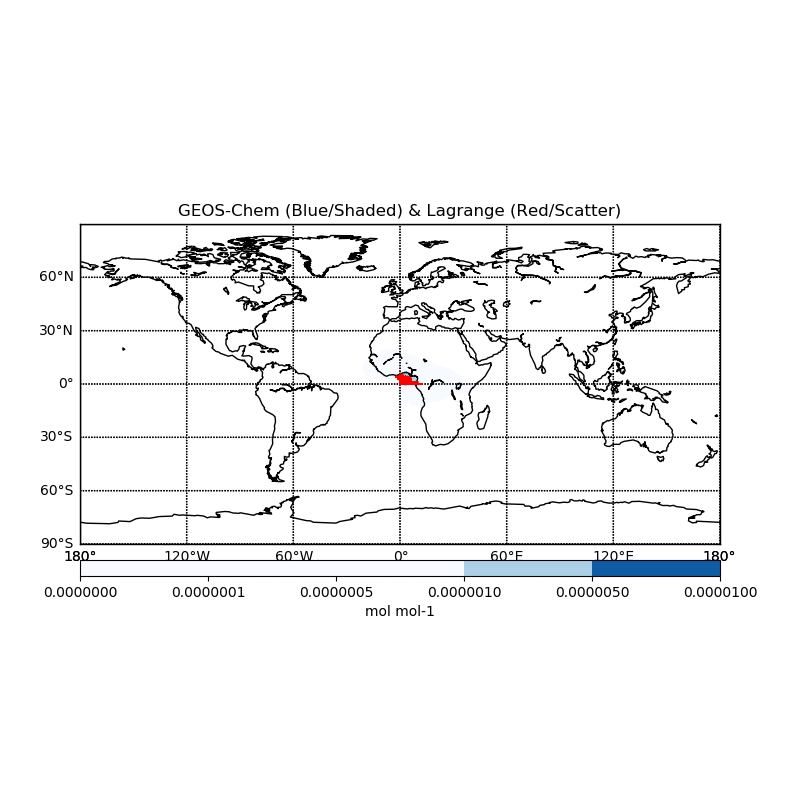 GEOS-Chem (Blue/Shaded) & Lagrange (Red/Scatter)
60°N
30°N
0°
30°S
60°S
90°S
180° 120°W 60°W 0° 60°E 120°E 180°
0.0000000 0.0000001 0.0000005 0.0000010 0.0000050 0.0000100
mol mol-1